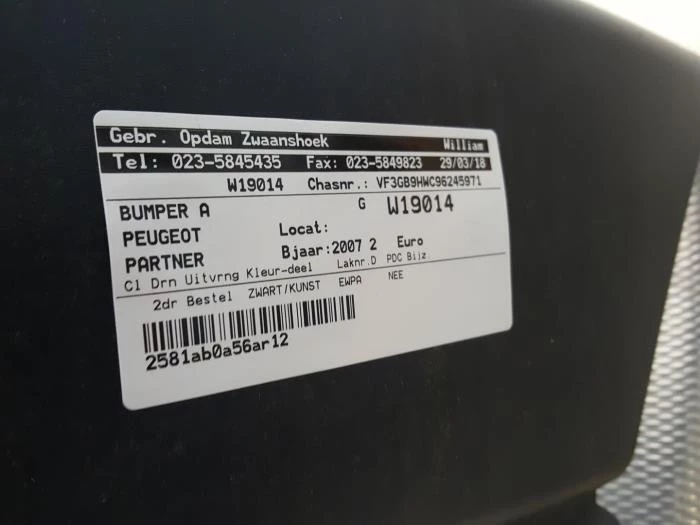 Gebr. Opdam Zwaanshoek William
Tel: 023-5845435 Fax: 023-5849823 29/03/18
W19014 Chasnr.: VF3GB9HWC96245971
BUMPER A G W19014
PEUGEOT Locat:
PARTNER Bjaar:2007 2 Euro
Cl Drn Uitvrng Kleur-deel Laknr.D PDC Bijz.
2dr Bestel ZWART/KUNST EWPA NEE
2581ab0a56ar12